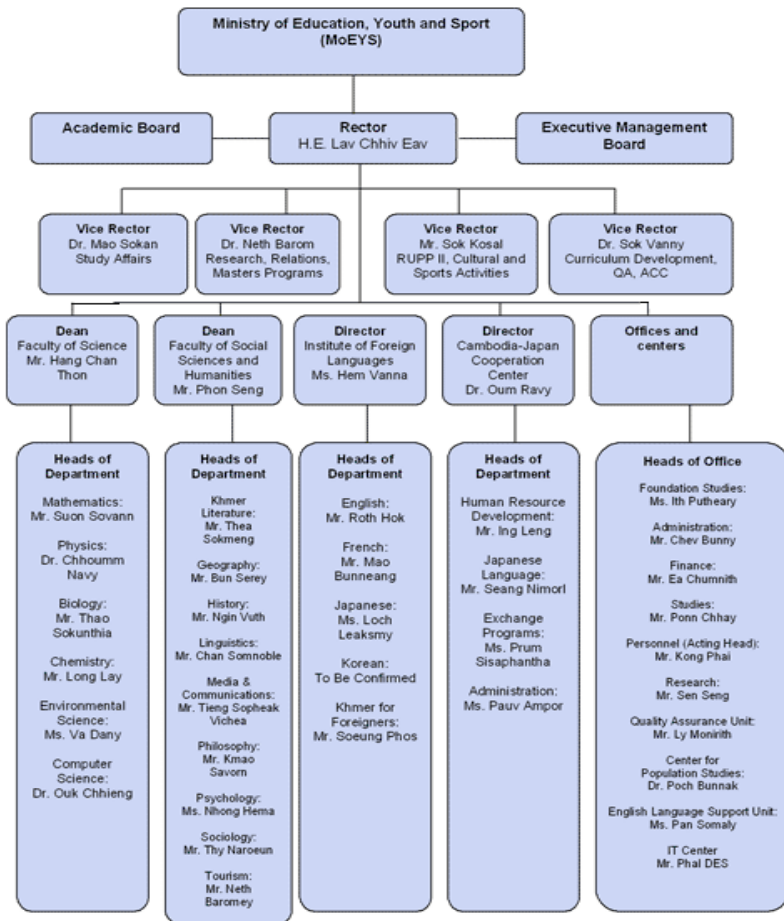 Ministry of Education, Youth and Sport
(MoEYS)
Academic Board
Rector
H.E. Lav Chhiv Eav
Executive Management
Board
Vice Rector
Dr. Mao Sokan
Study Affairs
Vice Rector
Dr. Neth Barom
Research, Relations,
Masters Programs
Vice Rector
Mr. Sok Kosal
RUPP II, Cultural and
Sports Activities
Vice Rector
Dr. Sok Vanny
Curriculum Development,
QA, ACC
Dean
Faculty of Science
Mr. Hang Chan
Thon
Dean
Faculty of Social
Sciences and
Humanities
Mr. Phon Seng
Director
Institute of Foreign
Languages
Ms. Hem Vanna
Director
Cambodia-Japan
Cooperation
Center
Dr. Oum Ravy
Offices and
centers
Heads of
Department
Mathematics:
Mr. Suon Sovann
Physics:
Dr. Chhoumm
Navy
Biology:
Mr. Thao
Sokunthia
Chemistry:
Mr. Long Lay
Environmental
Science:
Ms. Va Dany
Computer
Science:
Dr. Ouk Chhieng
Heads of
Department
Khmer
Literature:
Mr. Thea
Sokmeng
Geography:
Mr. Bun Serey
History:
Mr. Ngin Vuth
Linguistics:
Mr. Chan Somnoble
Media &
Communications:
Mr. Tieng Sopheak
Vichea
Philosophy:
Mr. Kmao
Savorn
Psychology:
Ms. Nhong Hema
Sociology:
Mr. Thy Naroeun
Tourism:
Mr. Neth
Baromey
Heads of
Department
English:
Mr. Roth Hok
French:
Mr. Mao
Bunneang
Japanese:
Ms. Loch
Leaksmy
Korean:
To Be Confirmed
Khmer for
Foreigners:
Mr. Soeung Phos
Heads of
Department
Human Resource
Development:
Mr. Ing Leng
Japanese
Language:
Mr. Seang Nimorl
Exchange
Programs:
Ms. Prum
Sisaphantha
Administration:
Ms. Pauv Ampor
Heads of Office
Foundation Studies:
Ms. Ith Putheary
Administration:
Mr. Chev Bunny
Finance:
Mr. Ea Chumnith
Studies:
Mr. Ponn Chhay
Personnel (Acting Head):
Mr. Kong Phai
Research:
Mr. Sen Seng
Quality Assurance Unit:
Mr. Ly Monirith
Center for
Population Studies:
Dr. Poch Bunnak
English Language Support Unit:
Ms. Pan Somaly
IT Center
Mr. Phal DES